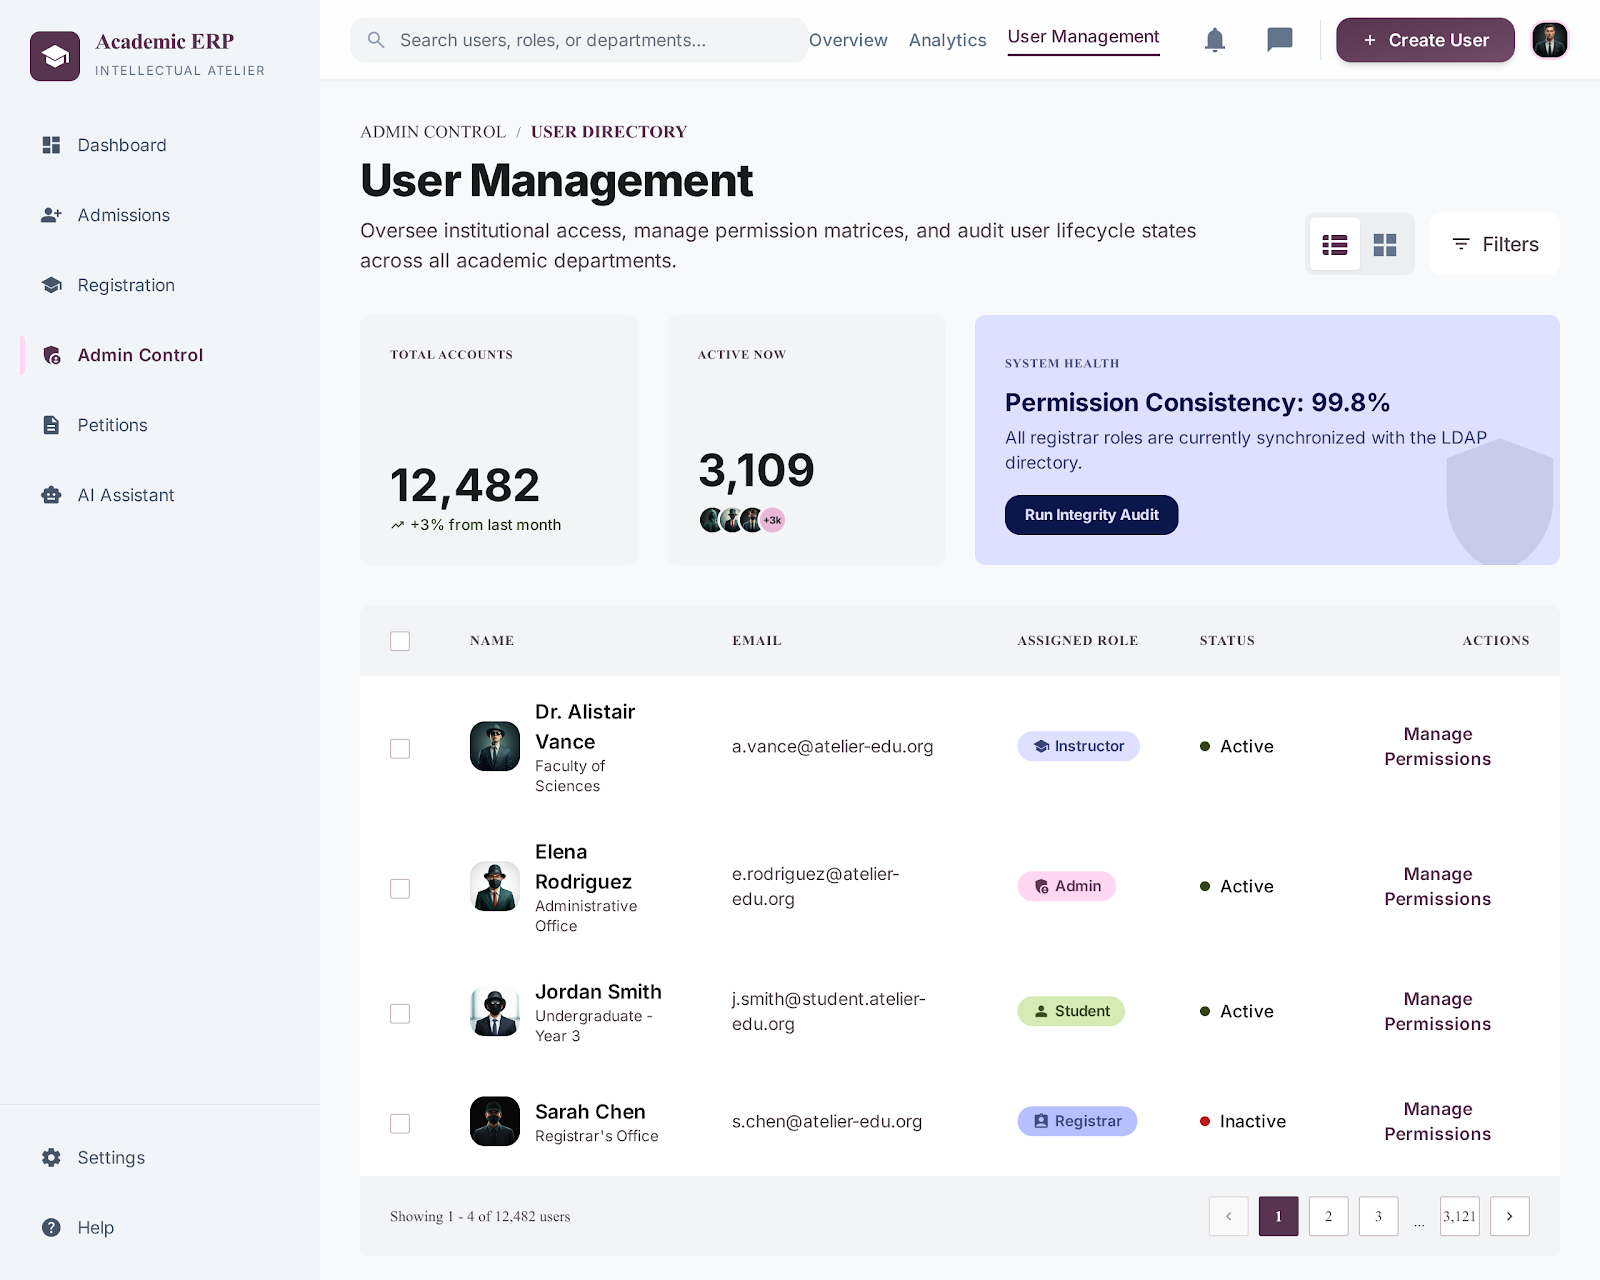 Academic ERP
INTELLECTUAL ATELIER
Dashboard
Admissions
Registration
Admin Control
Petitions
AI Assistant
Settings
Help
Search users, roles, or departments...
Overview
Analytics
User Management
+ Create User
ADMIN CONTROL / USER DIRECTORY
User Management
Oversee institutional access, manage permission matrices, and audit user lifecycle states
across all academic departments.
Filters
TOTAL ACCOUNTS
12,482
+3% from last month
ACTIVE NOW
3,109
+3k
SYSTEM HEALTH
Permission Consistency: 99.8%
All registrar roles are currently synchronized with the LDAP
directory.
Run Integrity Audit
NAME
EMAIL
ASSIGNED ROLE
STATUS
ACTIONS
Dr. Alistair
Vance
Faculty of
Sciences
a.vance@atelier-edu.org
Instructor
Active
Manage
Permissions
Elena
Rodriguez
Administrative
Office
e.rodriguez@atelier-
edu.org
Admin
Active
Manage
Permissions
Jordan Smith
Undergraduate -
Year 3
j.smith@student.atelier-
edu.org
Student
Active
Manage
Permissions
Sarah Chen
Registrar's Office
s.chen@atelier-edu.org
Registrar
Inactive
Manage
Permissions
Showing 1 - 4 of 12,482 users
1
2
3
...
3,121